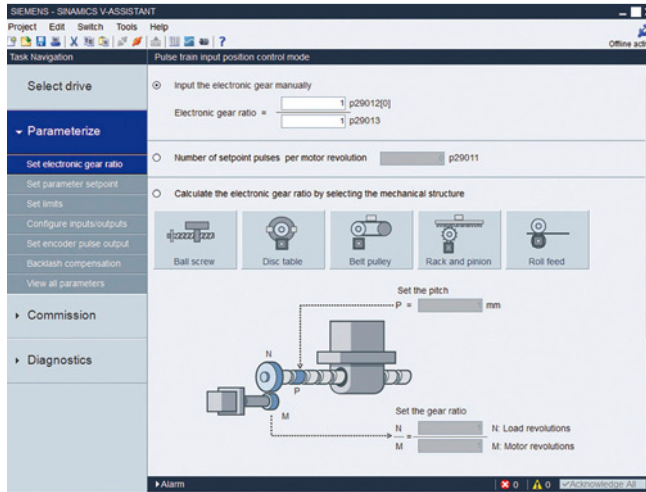 SIEMENS - SINAMICS V-ASSISTANT
Project Edit Switch Tools Help
Task Navigation
Pulse train input position control mode
Select drive
Parameterize
Set electronic gear ratio
Set parameter setpoint
Set limits
Configure inputs/outputs
Set encoder pulse output
Backlash compensation
View all parameters
Commission
Diagnostics
Offline acti
Input the electronic gear manually
Electronic gear ratio =
1 p29012[0]
1 p29013
Number of setpoint pulses per motor revolution p29011
Calculate the electronic gear ratio by selecting the mechanical structure
Ball screw
Disc table
Belt pulley
Rack and pinion
Roll feed
Set the pitch
P = mm
N
P
M
Set the gear ratio
N
M
=
N: Load revolutions
M: Motor revolutions
Alarm
0
0
Acknowledge All